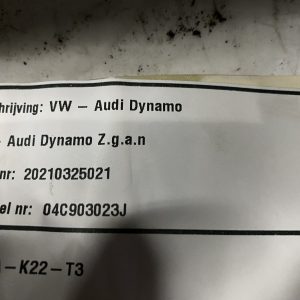 hrijving: VW – Audi Dynamo
Audi Dynamo Z.g.a.n
nr: 20210325021
el nr: 04C903023J
–K22–T3